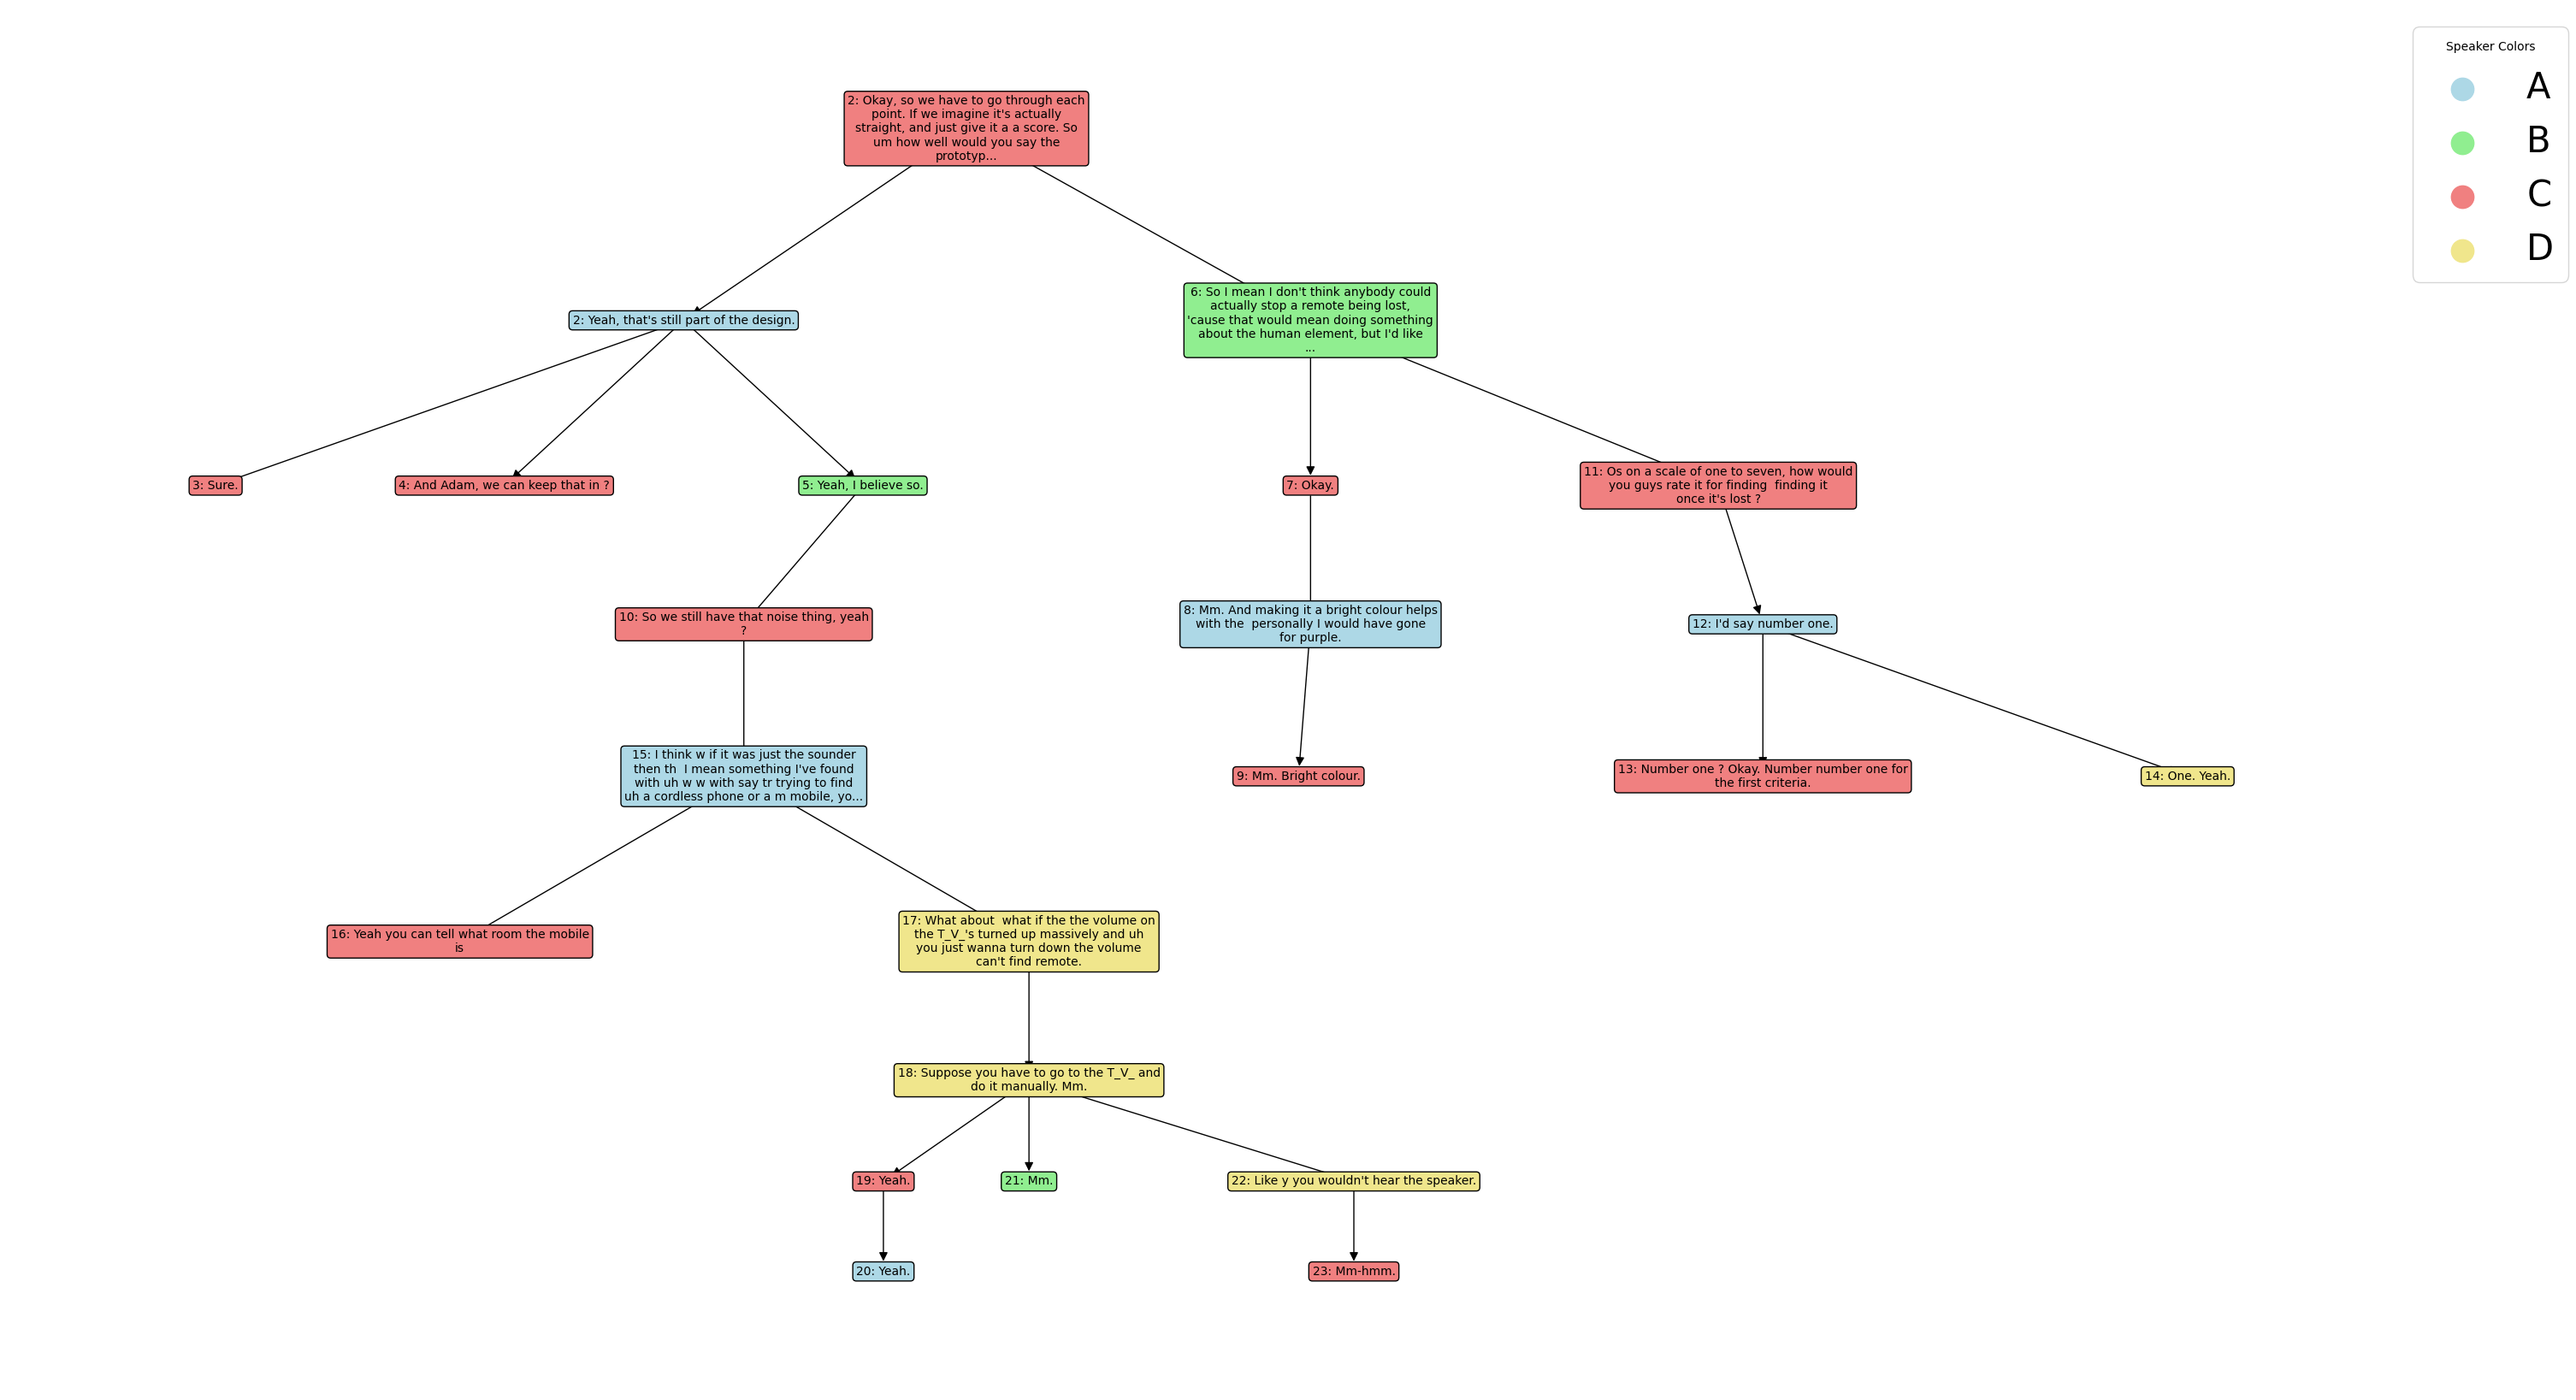 Speaker Colors
A
B
C
D
2: Okay, so we have to go through each
point. If we imagine it's actually
straight, and just give it a a score. So
um how well would you say the
prototyp...
2: Yeah, that's still part of the design.
6: So I mean I don't think anybody could
actually stop a remote being lost,
'cause that would mean doing something
about the human element, but I'd like
...
3: Sure.
4: And Adam, we can keep that in ?
5: Yeah, I believe so.
7: Okay.
11: Os on a scale of one to seven, how would
you guys rate it for finding  finding it
once it's lost ?
10: So we still have that noise thing, yeah
?
8: Mm. And making it a bright colour helps
with the  personally I would have gone
for purple.
12: I'd say number one.
15: I think w if it was just the sounder
then th  I mean something I've found
with uh w w with say tr trying to find
uh a cordless phone or a m mobile, yo...
9: Mm. Bright colour.
13: Number one ? Okay. Number number one for
the first criteria.
14: One. Yeah.
16: Yeah you can tell what room the mobile
is
17: What about  what if the the volume on
the T_V_'s turned up massively and uh
you just wanna turn down the volume
can't find remote.
18: Suppose you have to go to the T_V_ and
do it manually. Mm.
19: Yeah.
21: Mm.
22: Like y you wouldn't hear the speaker.
20: Yeah.
23: Mm-hmm.